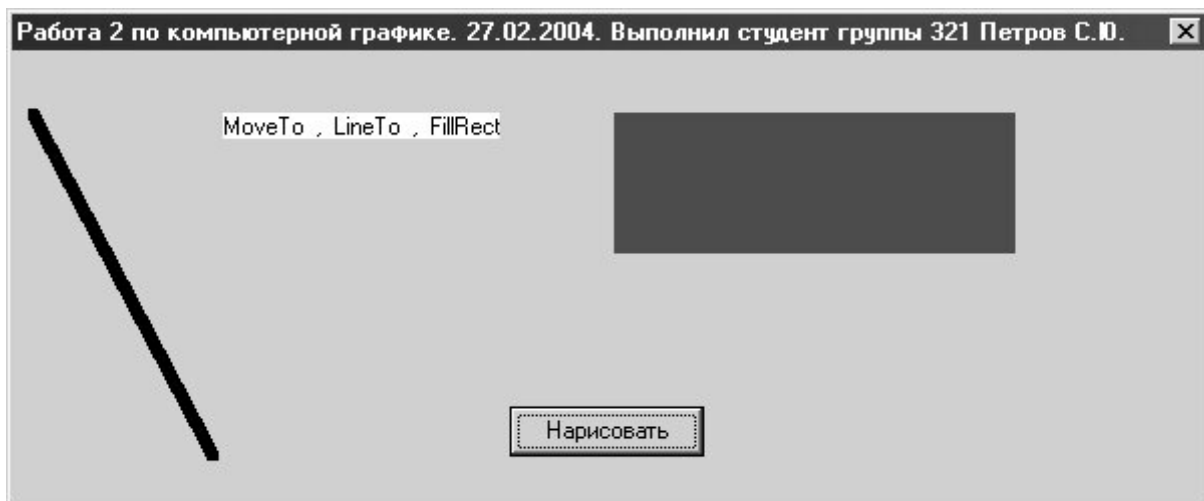 Работа 2 по компьютерной графике. 27.02.2004. Выполнил студент группы 321 Петров С.Ю.
MoveTo , LineTo , FillRect
Нарисовать